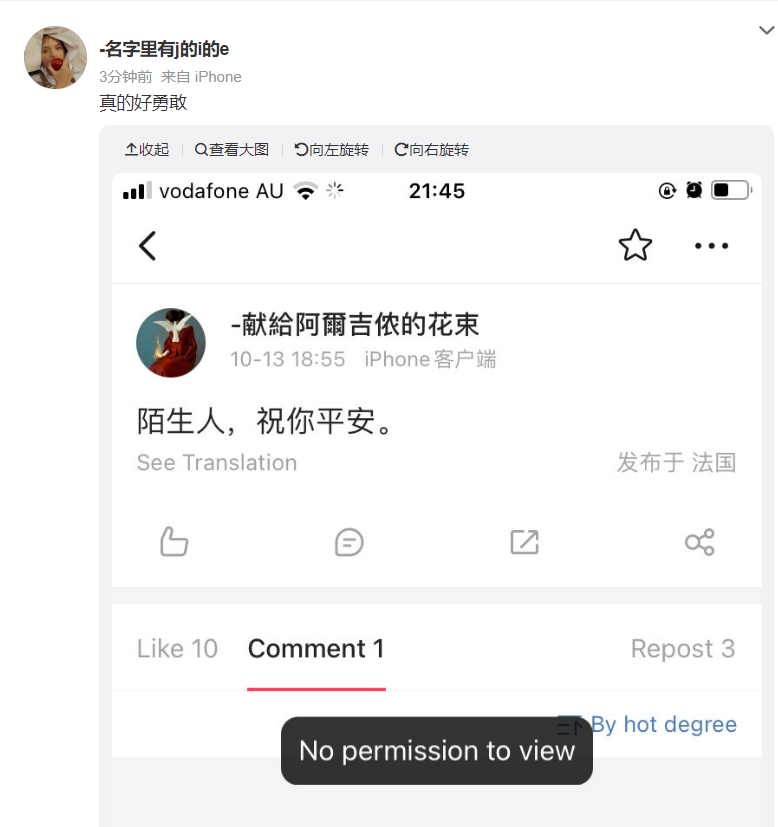 -名字里有j的i的e
3分钟前 来自 iPhone
真的好勇敢
收起 查看大图 向左旋转 向右旋转
vodafone AU 21:45
-献給阿爾吉侬的花束
10-13 18:55 iPhone客户端
陌生人，祝你平安。
See Translation 发布于 法国
Like 10 Comment 1 Repost 3
By hot degree
No permission to view